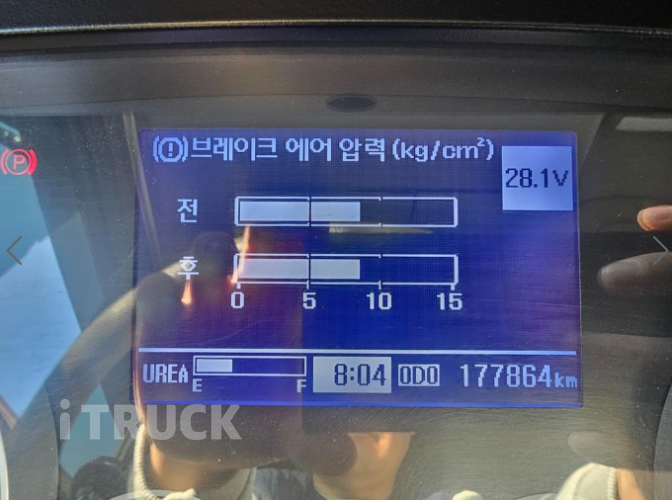 (!)브레이크 에어 압력(kg/cm²)
28.1V
전
후
0 5 10 15
UREA E F 8:04 ODO 177864km
P
iTRUCK